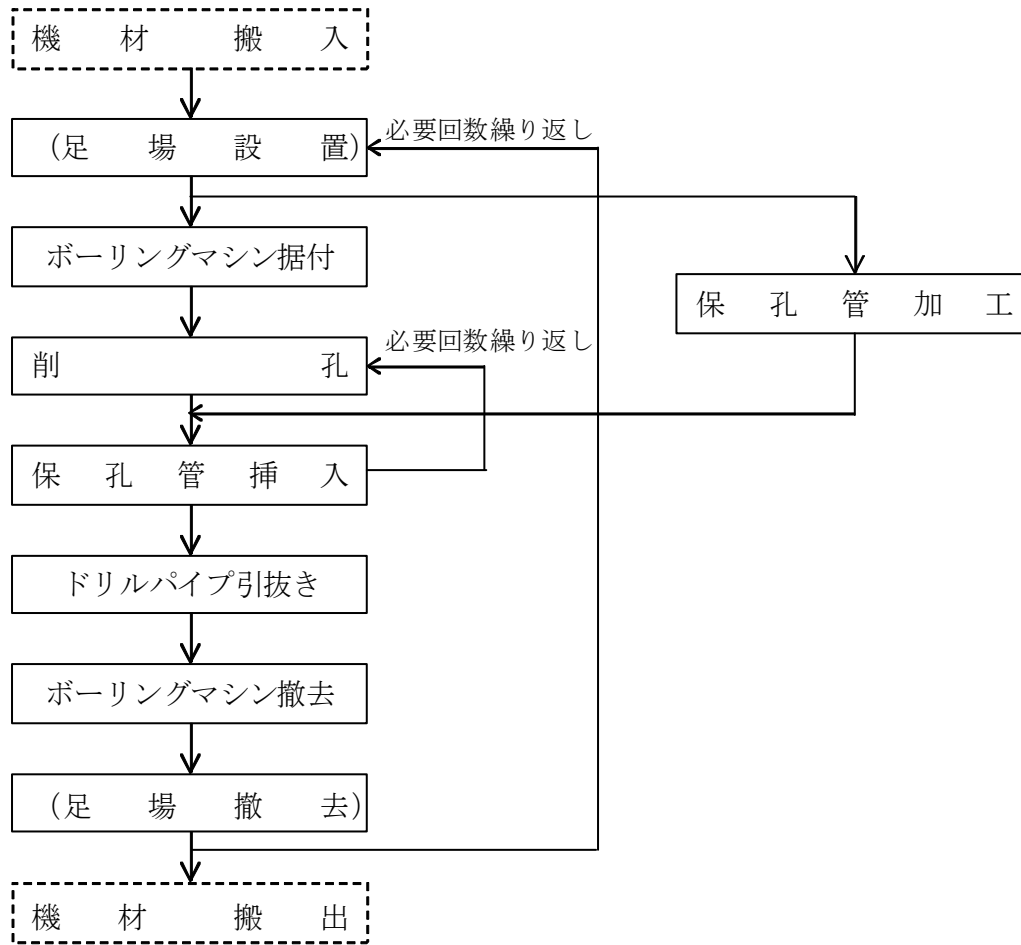 機材搬入
(足場設置)
必要回数繰り返し
ボーリングマシン据付
保孔管加工
削孔
必要回数繰り返し
保孔管挿入
ドリルパイプ引抜き
ボーリングマシン撤去
(足場撤去)
機材搬出